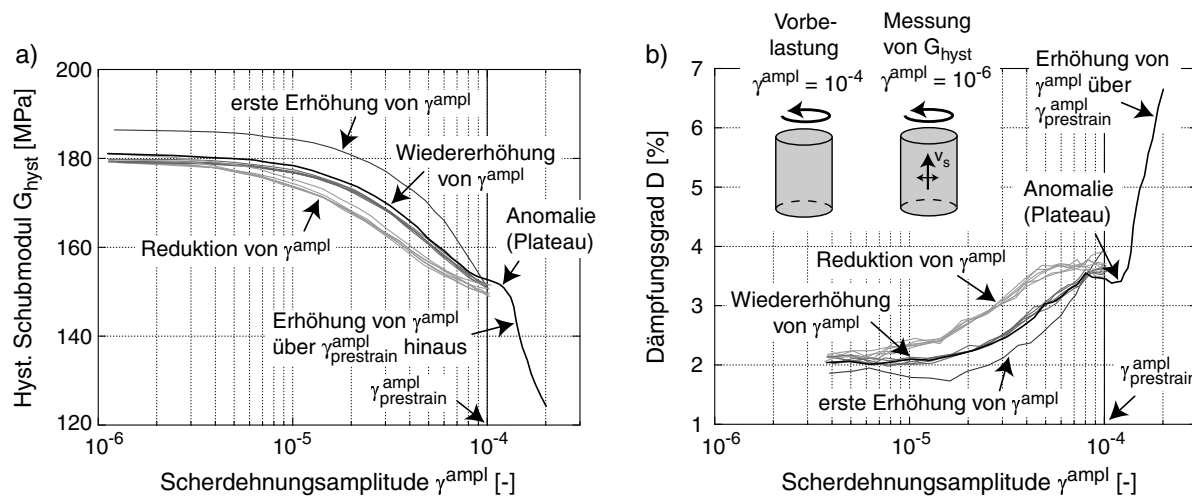 a)
Hyst. Schubmodul G_hyst [MPa]
200
180
160
140
120
10^-6
10^-5
10^-4
Scherdehnungsamplitude γ^ampl [-]
erste Erhöhung von γ^ampl
Wiedererhöhung
von γ^ampl
Anomalie
(Plateau)
Reduktion von γ^ampl
Erhöhung von γ^ampl
über γ^ampl_prestrain hinaus
γ^ampl_prestrain
b)
Dämpfungsgrad D [%]
7
6
5
4
3
2
1
10^-6
10^-5
10^-4
Scherdehnungsamplitude γ^ampl [-]
Vorbe-
lastung
γ^ampl = 10^-4
Messung
von G_hyst
γ^ampl = 10^-6
v_s
Erhöhung von
γ^ampl über
γ^ampl_prestrain
Anomalie
(Plateau)
Reduktion von γ^ampl
Wiedererhöhung
von γ^ampl
erste Erhöhung von γ^ampl
γ^ampl_prestrain